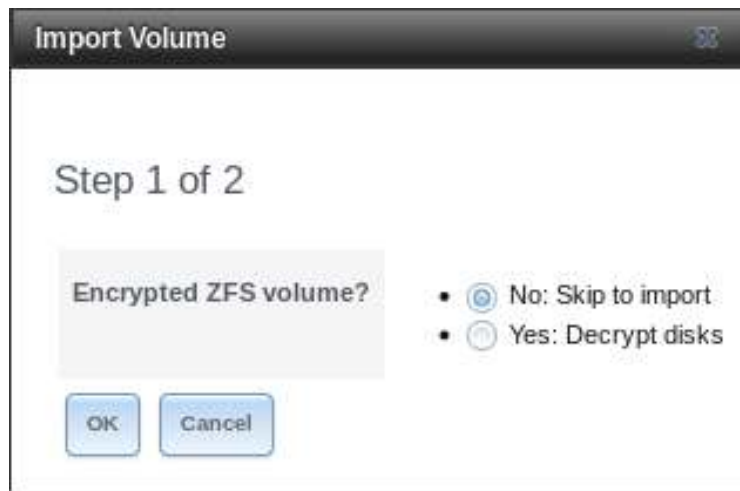 Import Volume
Step 1 of 2
Encrypted ZFS volume?
No: Skip to import
Yes: Decrypt disks
OK
Cancel